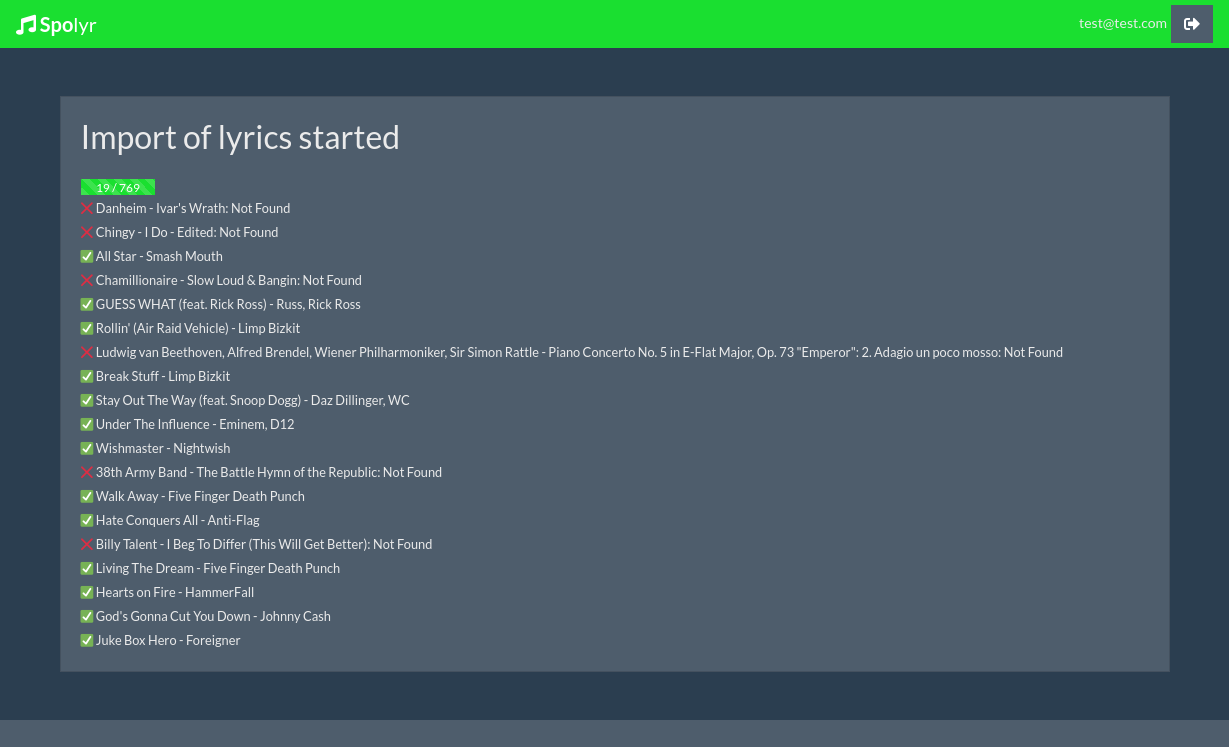 Spolyr
test@test.com
Import of lyrics started
19 / 769
Danheim - Ivar's Wrath: Not Found
Chingy - I Do - Edited: Not Found
All Star - Smash Mouth
Chamillionaire - Slow Loud & Bangin: Not Found
GUESS WHAT (feat. Rick Ross) - Russ, Rick Ross
Rollin' (Air Raid Vehicle) - Limp Bizkit
Ludwig van Beethoven, Alfred Brendel, Wiener Philharmoniker, Sir Simon Rattle - Piano Concerto No. 5 in E-Flat Major, Op. 73 "Emperor": 2. Adagio un poco mosso: Not Found
Break Stuff - Limp Bizkit
Stay Out The Way (feat. Snoop Dogg) - Daz Dillinger, WC
Under The Influence - Eminem, D12
Wishmaster - Nightwish
38th Army Band - The Battle Hymn of the Republic: Not Found
Walk Away - Five Finger Death Punch
Hate Conquers All - Anti-Flag
Billy Talent - I Beg To Differ (This Will Get Better): Not Found
Living The Dream - Five Finger Death Punch
Hearts on Fire - HammerFall
God's Gonna Cut You Down - Johnny Cash
Juke Box Hero - Foreigner